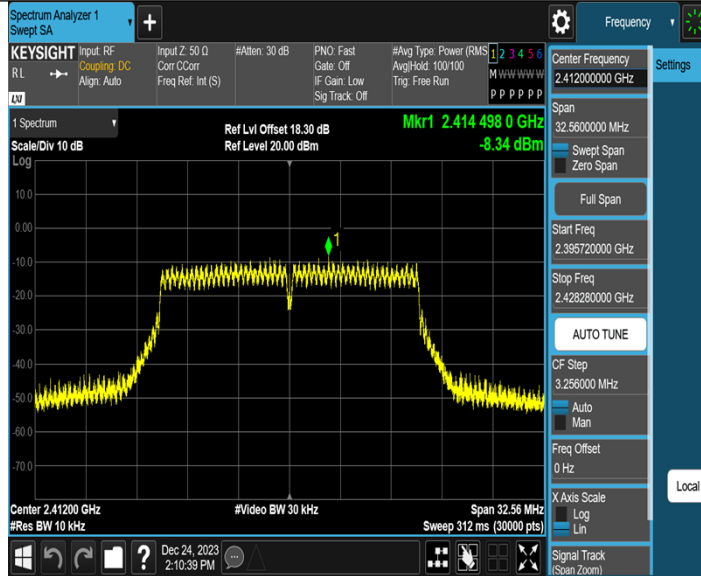 Spectrum Analyzer 1
Swept SA
+
Frequency
KEYSIGHT
RL
LXI
Input: RF
Coupling: DC
Align: Auto
Input Z: 50 Ω
Corr CCorr
Freq Ref: Int (S)
#Atten: 30 dB
PNO: Fast
Gate: Off
IF Gain: Low
Sig Track: Off
#Avg Type: Power (RMS
Avg|Hold: 100/100
Trig: Free Run
1 2 3 4 5 6
M W W W W W
P P P P P P
1 Spectrum
Scale/Div 10 dB
Log
Ref Lvl Offset 18.30 dB
Ref Level 20.00 dBm
Mkr1 2.414 498 0 GHz
-8.34 dBm
1
10.0
0.00
-10.0
-20.0
-30.0
-40.0
-50.0
-60.0
-70.0
Center 2.41200 GHz
#Res BW 10 kHz
#Video BW 30 kHz
Span 32.56 MHz
Sweep 312 ms (30000 pts)
Center Frequency
2.412000000 GHz
Span
32.5600000 MHz
Swept Span
Zero Span
Full Span
Start Freq
2.395720000 GHz
Stop Freq
2.428280000 GHz
AUTO TUNE
CF Step
3.256000 MHz
Auto
Man
Freq Offset
0 Hz
X Axis Scale
Log
Lin
Signal Track
(Span Zoom)
Settings
Local
?
Dec 24, 2023
2:10:39 PM